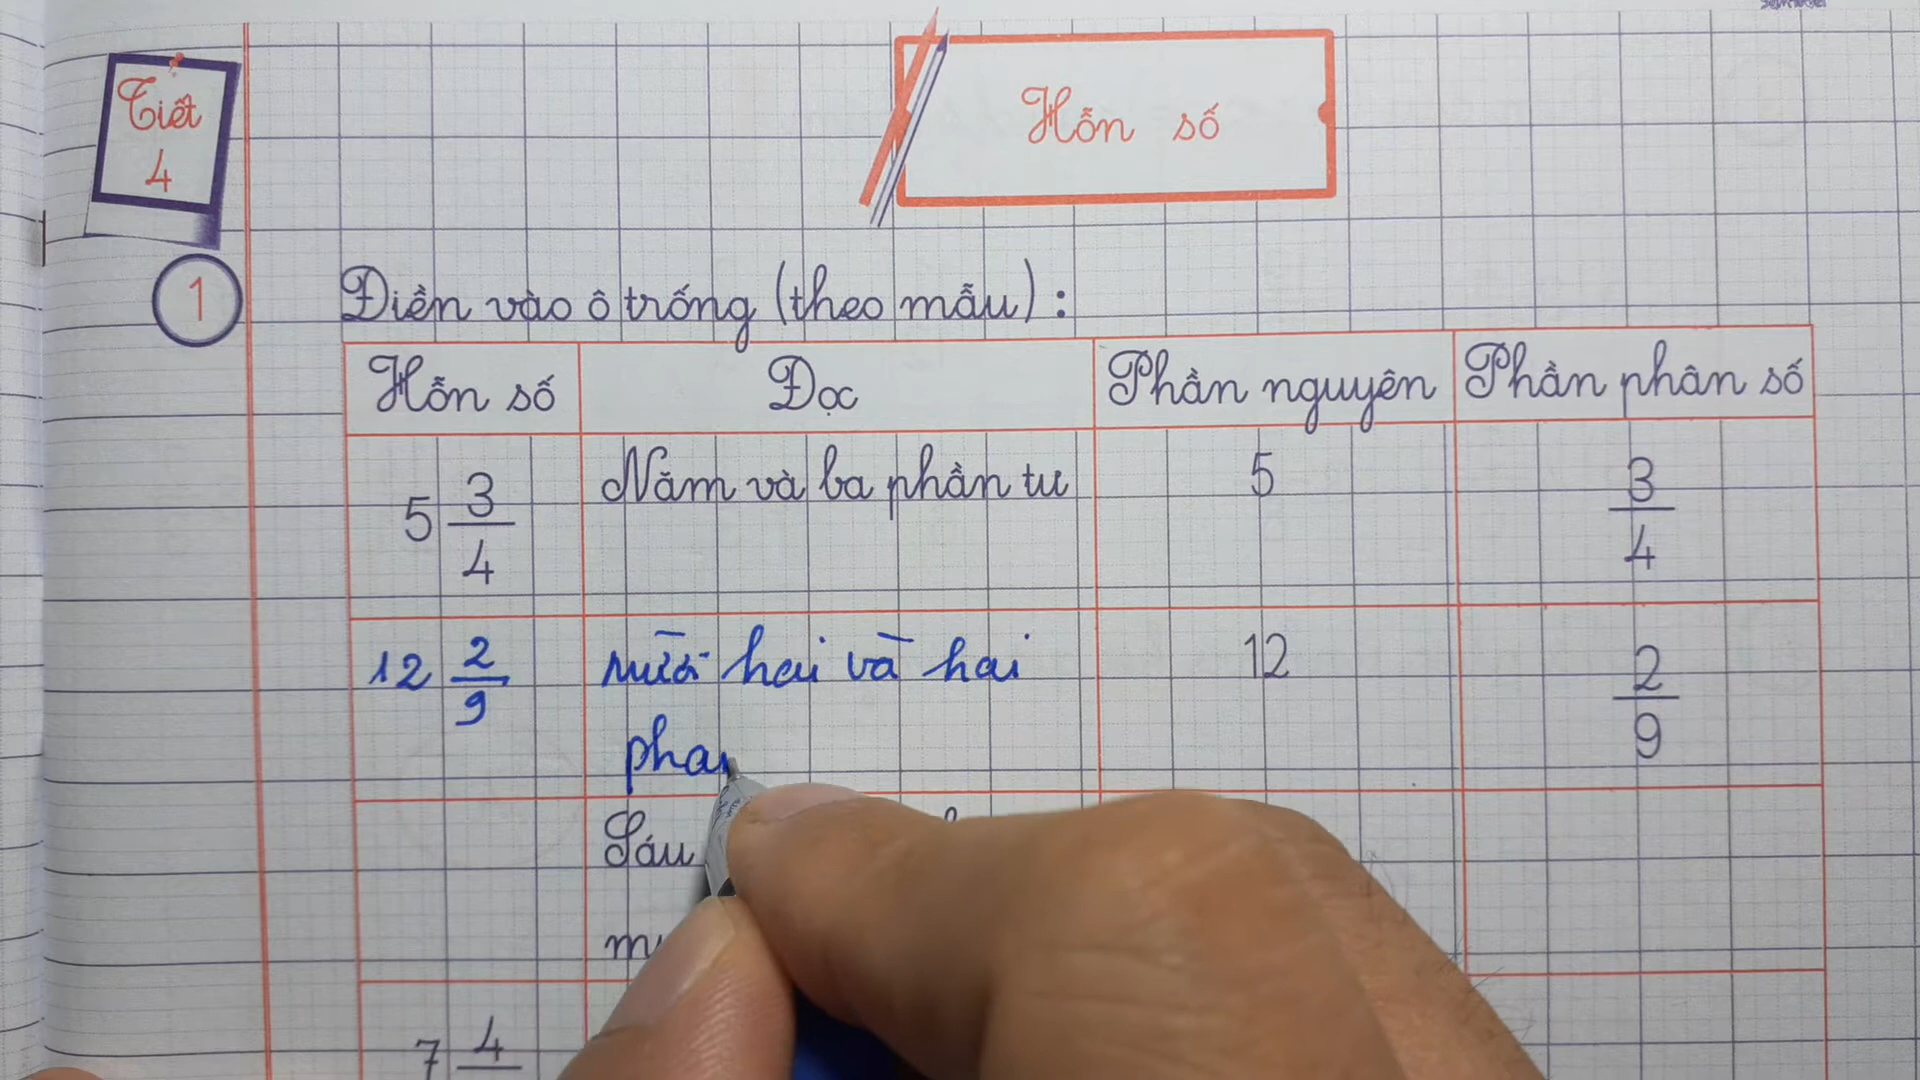 Tiết
4
Hỗn số
1
Điền vào ô trống (theo mẫu) :
Hỗn số Đọc Phần nguyên Phần phân số
5 3/4 Năm và ba phần tư 5 3/4
12 2/9 mười hai và hai 12 2/9
phan
Sáu
7 4